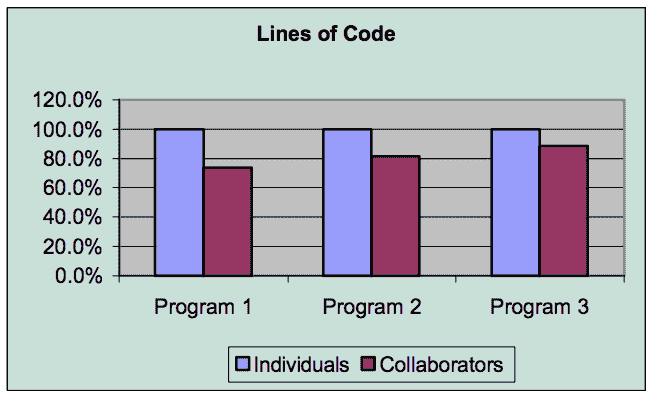 Lines of Code
120.0%
100.0%
80.0%
60.0%
40.0%
20.0%
0.0%
Program 1 Program 2 Program 3
Individuals Collaborators